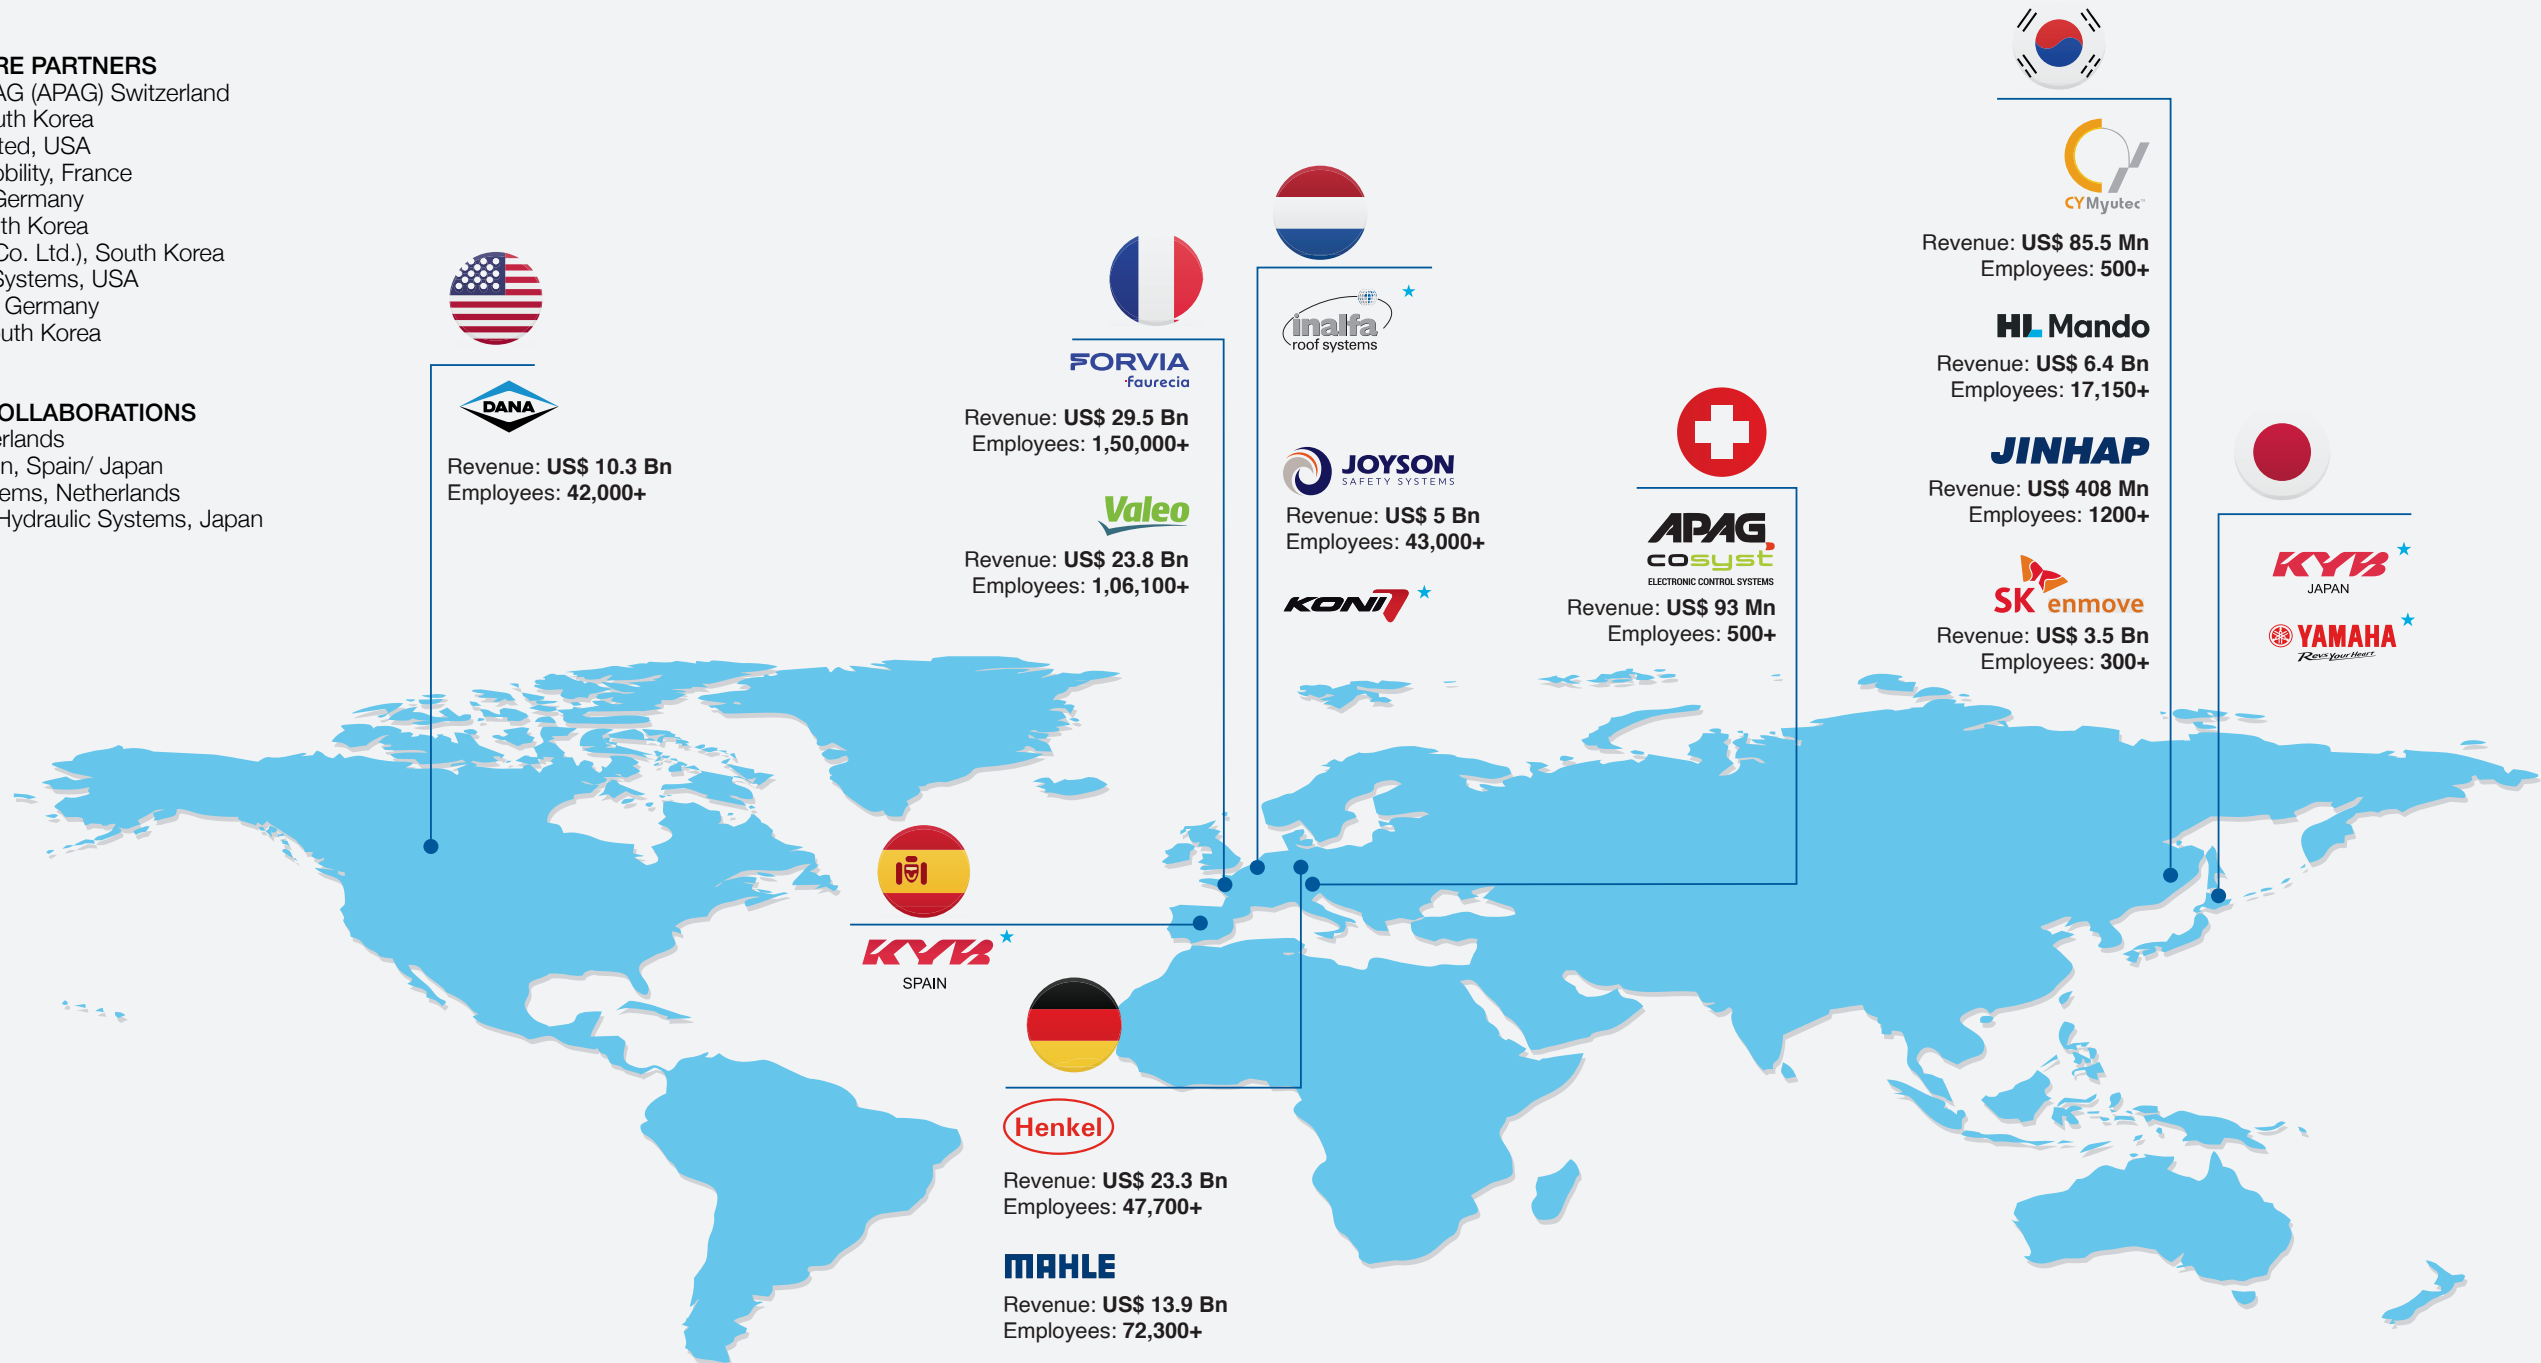 RE PARTNERS
AG (APAG) Switzerland
uth Korea
ted, USA
obility, France
Germany
th Korea
Co. Ltd.), South Korea
Systems, USA
Germany
uth Korea
OLLABORATIONS
erlands
n, Spain/ Japan
ems, Netherlands
Hydraulic Systems, Japan
DANA
Revenue: US$ 10.3 Bn
Employees: 42,000+
FORVIA
faurecia
Revenue: US$ 29.5 Bn
Employees: 1,50,000+
Valeo
Revenue: US$ 23.8 Bn
Employees: 1,06,100+
inalfa
roof systems
JOYSON
SAFETY SYSTEMS
Revenue: US$ 5 Bn
Employees: 43,000+
KONI
APAG
cosyst
ELECTRONIC CONTROL SYSTEMS
Revenue: US$ 93 Mn
Employees: 500+
CYMyutec™
Revenue: US$ 85.5 Mn
Employees: 500+
HL Mando
Revenue: US$ 6.4 Bn
Employees: 17,150+
JINHAP
Revenue: US$ 408 Mn
Employees: 1200+
SK enmove
Revenue: US$ 3.5 Bn
Employees: 300+
KYB
JAPAN
YAMAHA
Revs Your Heart
KYB
SPAIN
Henkel
Revenue: US$ 23.3 Bn
Employees: 47,700+
MAHLE
Revenue: US$ 13.9 Bn
Employees: 72,300+